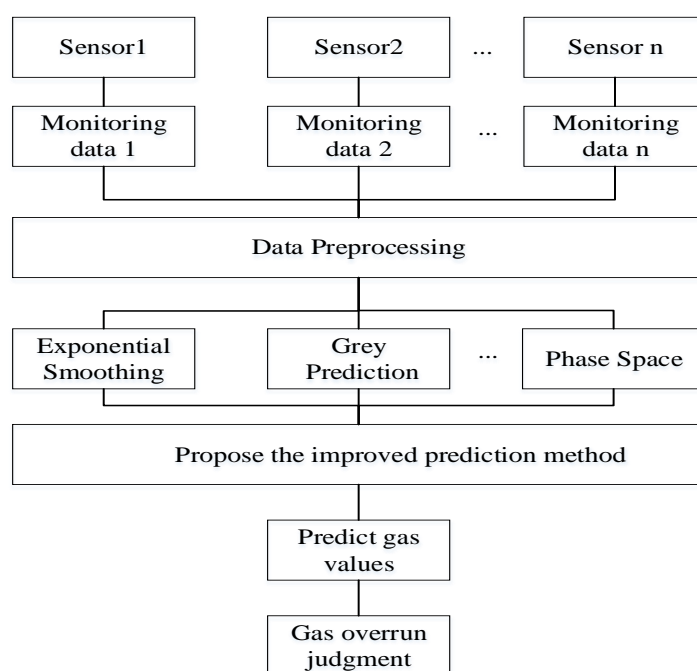 Sensor1
Sensor2
...
Sensor n
Monitoring
data 1
Monitoring
data 2
...
Monitoring
data n
Data Preprocessing
Exponential
Smoothing
Grey
Prediction
...
Phase Space
Propose the improved prediction method
Predict gas
values
Gas overrun
judgment